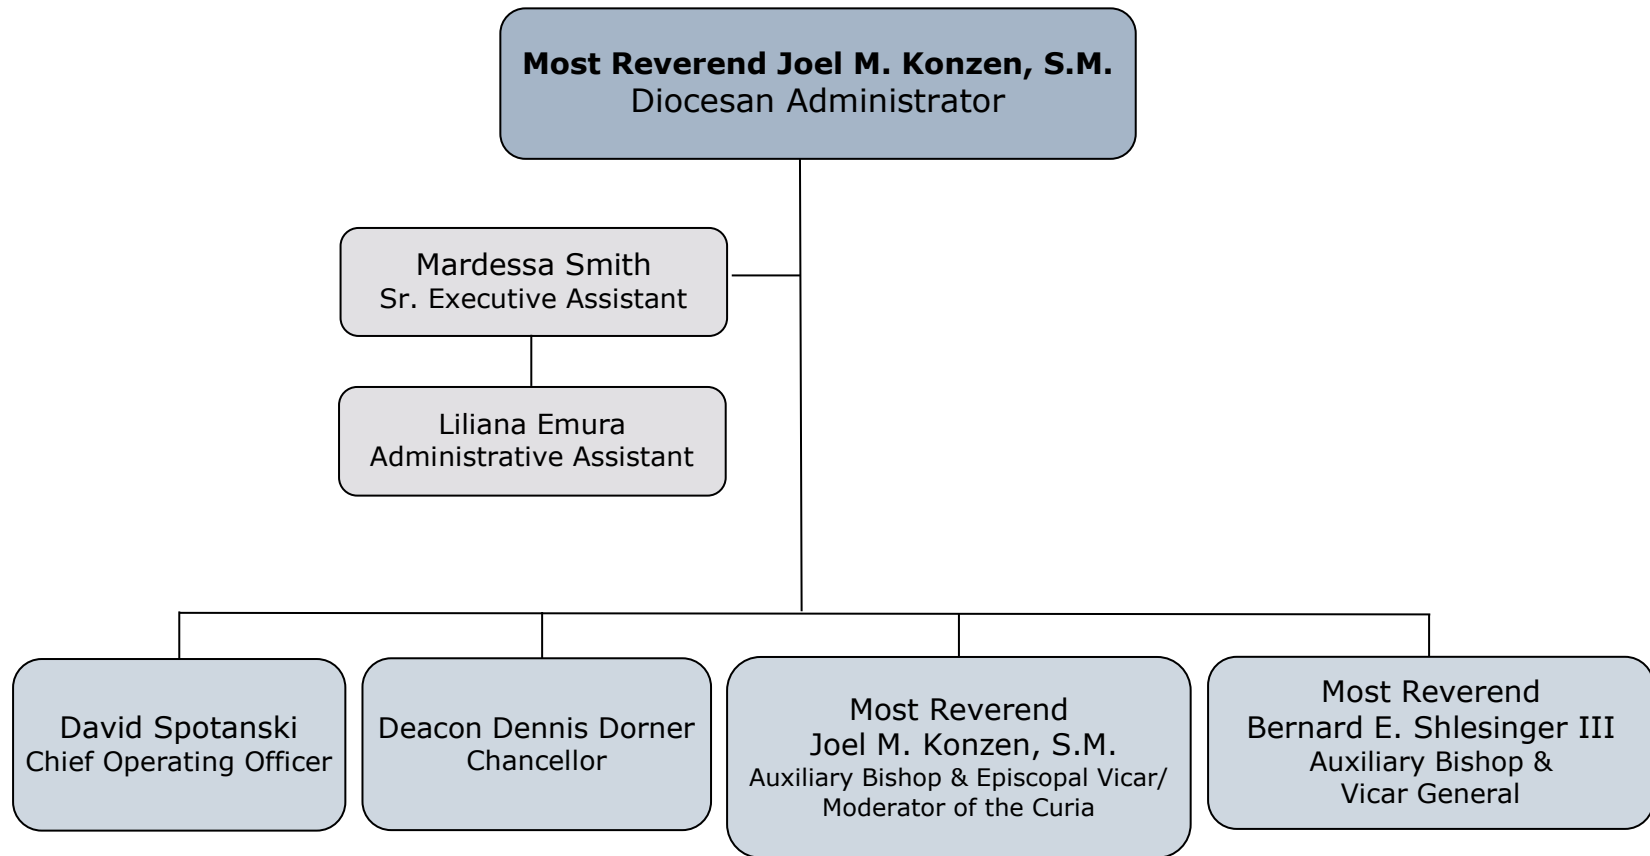 Most Reverend Joel M. Konzen, S.M.
Diocesan Administrator
Mardessa Smith
Sr. Executive Assistant
Liliana Emura
Administrative Assistant
David Spotanski
Chief Operating Officer
Deacon Dennis Dorner
Chancellor
Most Reverend
Joel M. Konzen, S.M.
Auxiliary Bishop & Episcopal Vicar/
Moderator of the Curia
Most Reverend
Bernard E. Shlesinger III
Auxiliary Bishop &
Vicar General